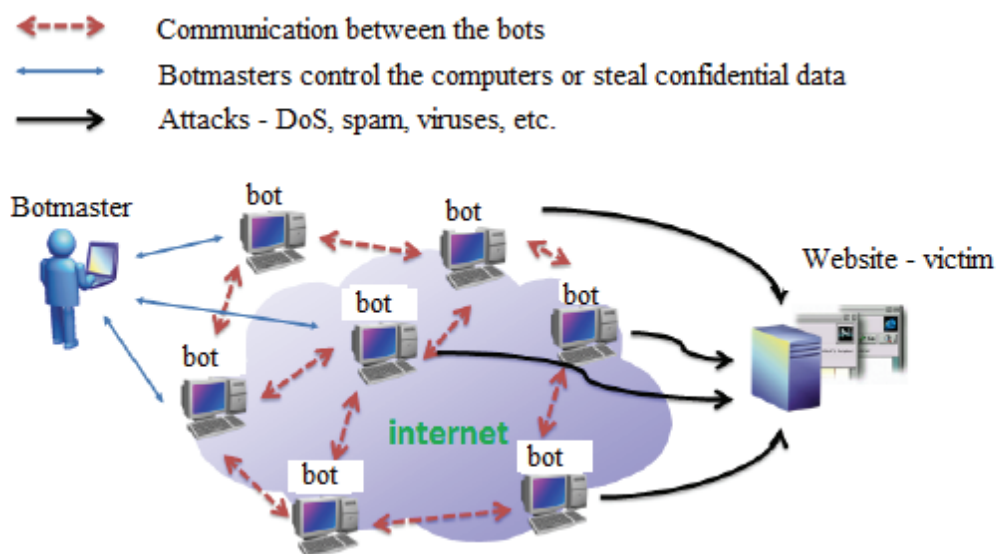 Communication between the bots
Botmasters control the computers or steal confidential data
Attacks - DoS, spam, viruses, etc.
bot
bot
Botmaster
Website - victim
bot
bot
bot
internet
bot
bot